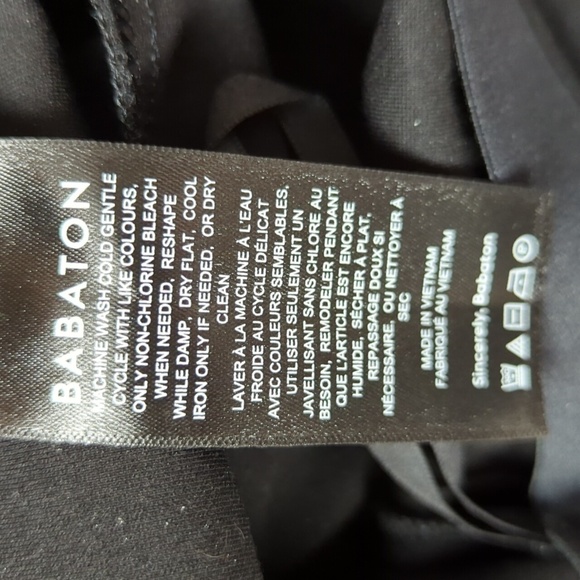 BABATON
MACHINE WASH COLD GENTLE
CYCLE WITH LIKE COLOURS,
ONLY NON-CHLORINE BLEACH
WHEN NEEDED, RESHAPE
WHILE DAMP, DRY FLAT, COOL
IRON ONLY IF NEEDED, OR DRY
CLEAN
LAVER À LA MACHINE À L'EAU
FROIDE AU CYCLE DÉLICAT
AVEC COULEURS SEMBLABLES,
UTILISER SEULEMENT UN
JAVELLISANT SANS CHLORE AU
BESOIN, REMODELER PENDANT
QUE L'ARTICLE EST ENCORE
HUMIDE, SÉCHER À PLAT,
REPASSAGE DOUX SI
NÉCESSAIRE, OU NETTOYER À
SEC
MADE IN VIETNAM
FABRIQUÉ AU VIETNAM
Sincerely, Babaton